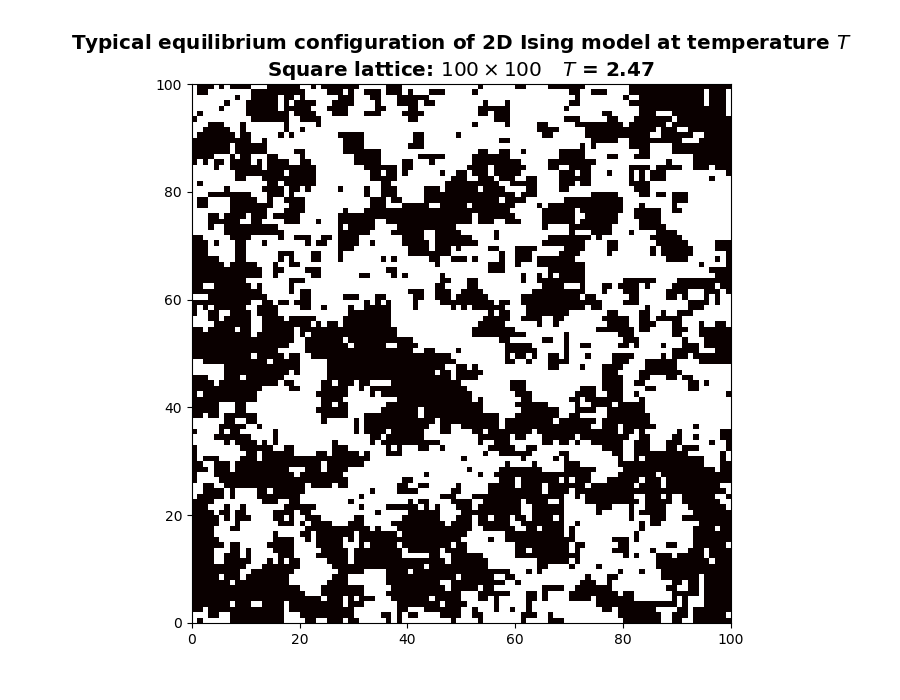 Typical equilibrium configuration of 2D Ising model at temperature T
Square lattice: 100 × 100 T = 2.47
100
80
60
40
20
0
0 20 40 60 80 100